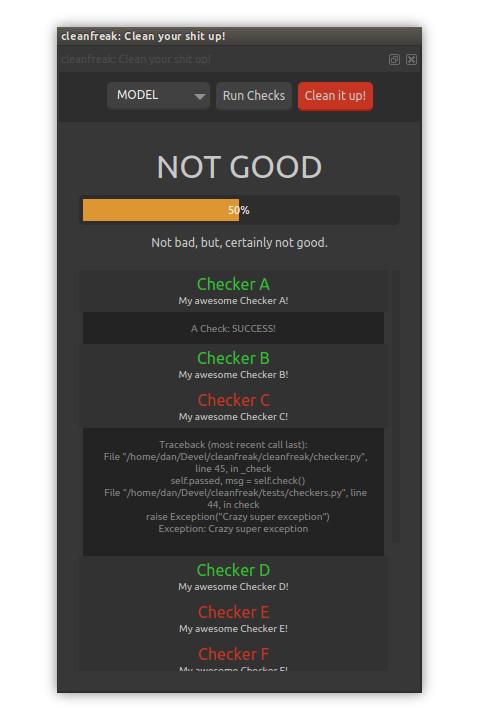 cleanfreak: Clean your shit up!
cleanfreak: Clean your shit up!
MODEL
Run Checks
Clean it up!
NOT GOOD
50%
Not bad, but, certainly not good.
Checker A
My awesome Checker A!
A Check: SUCCESS!
Checker B
My awesome Checker B!
Checker C
My awesome Checker C!
Traceback (most recent call last):
File "/home/dan/Devel/cleanfreak/cleanfreak/checker.py",
line 45, in _check
self.passed, msg = self.check()
File "/home/dan/Devel/cleanfreak/tests/checkers.py", line
44, in check
raise Exception("Crazy super exception")
Exception: Crazy super exception
Checker D
My awesome Checker D!
Checker E
My awesome Checker E!
Checker F
My awesome Checker F!